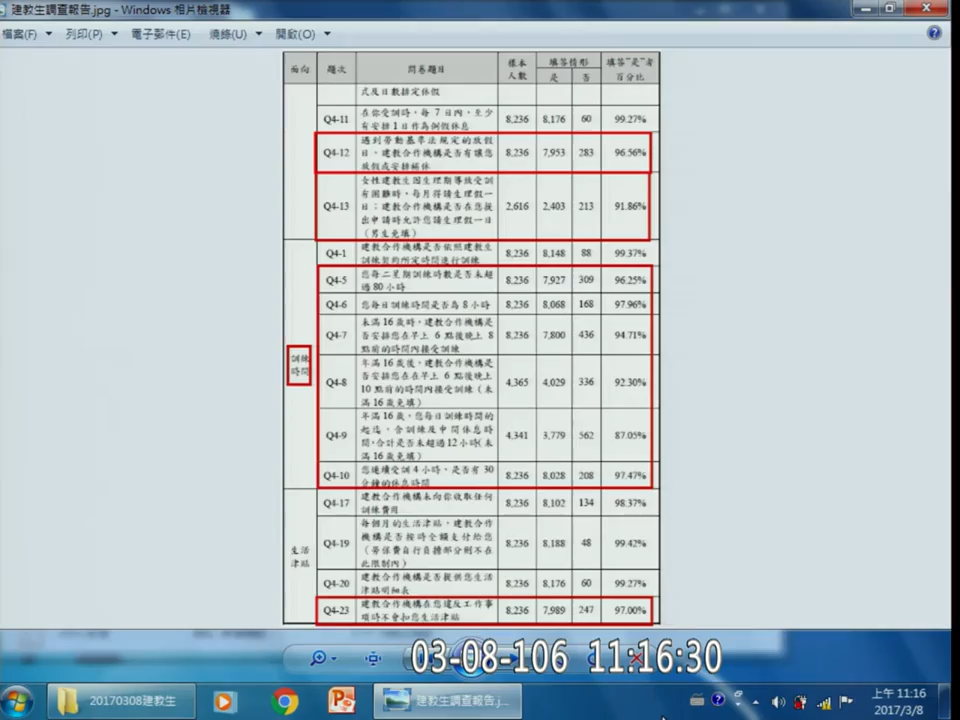 建教生調查報告.jpg - Windows 相片檢視器
檔案(F) 列印(P) 電子郵件(E) 燒錄(U) 開啟(O)
面向 題次 問卷題目 樣本人數 填答情形 是 否 填答"是"者百分比
式及日數排定休假
Q4-11 在你受訓時，每 7 日內，至少
有安排 1 日作為例假休息 8,236 8,176 60 99.27%
Q4-12 遇到勞動基準法規定的放假
日，建教合作機構是否有讓您
放假或安排補休 8,236 7,953 283 96.56%
Q4-13 女性建教生因生理期等致受訓
有困難時，每月得請生理假一
日；建教合作機構是否在您提
出申請時允許您請生理假一日
（男生免填） 2,616 2,403 213 91.86%
訓練時間
Q4-1 建教合作機構是否依照建教生
訓練契約所定時間進行訓練 8,236 8,148 88 99.37%
Q4-5 您每二星期訓練時數是否未超
過 80 小時 8,236 7,927 309 96.25%
Q4-6 您每日訓練時間是否為 8 小時 8,236 8,068 168 97.96%
Q4-7 未滿 16 歲時，建教合作機構是
否安排您在早上 6 點後晚上 8
點前的時間內接受訓練 8,236 7,800 436 94.71%
Q4-8 年滿 16 歲後，建教合作機構是
否安排您在在早上 6 點後晚上
10 點前的時間內接受訓練（未
滿 16 歲免填） 4,365 4,029 336 92.30%
Q4-9 年滿 16 歲，您每日訓練時間的
起迄，含訓練及中間休息時
間，合計是否未超過 12 小時（未
滿 16 歲免填） 4,341 3,779 562 87.05%
Q4-10 您連續受訓 4 小時，是否有 30
分鐘的休息時間 8,236 8,028 208 97.47%
生活津貼
Q4-17 建教合作機構未向你收取任何
訓練費用 8,236 8,102 134 98.37%
Q4-19 每個月的生活津貼，建教合作
機構是否按時全額支付給您
（勞保費自行負擔部分則不在
此限制內） 8,236 8,188 48 99.42%
Q4-20 建教合作機構是否提供您生活
津貼明細表 8,236 8,176 60 99.27%
Q4-23 建教合作機構在您違反工作事
項時不會扣您生活津貼 8,236 7,989 247 97.00%
03-08-106 11:16:30
20170308建教生
建教生調查報告.j...
上午 11:16
2017/3/8